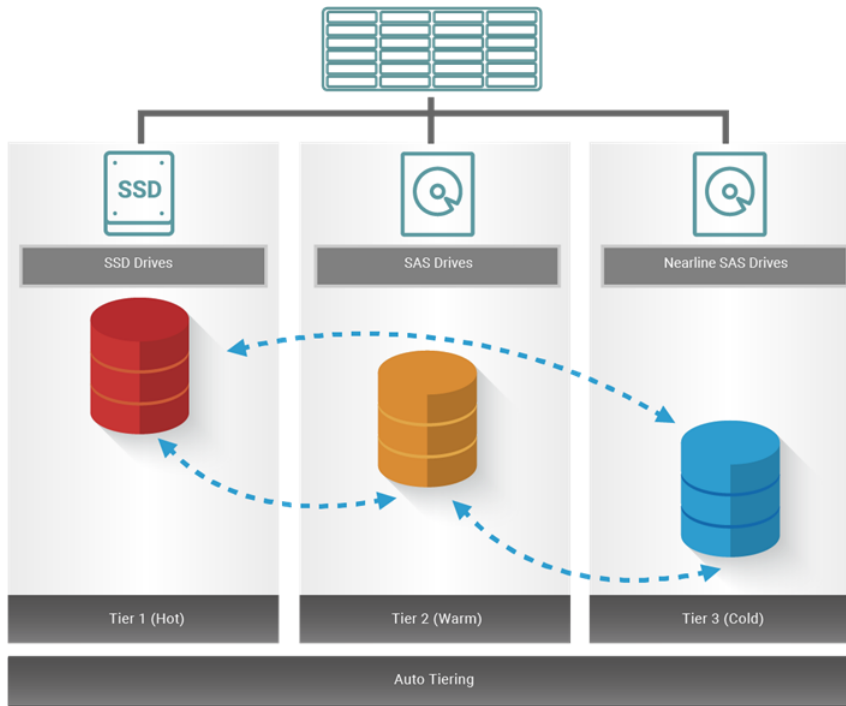 SSD
SSD Drives
SAS Drives
Nearline SAS Drives
Tier 1 (Hot)
Tier 2 (Warm)
Tier 3 (Cold)
Auto Tiering